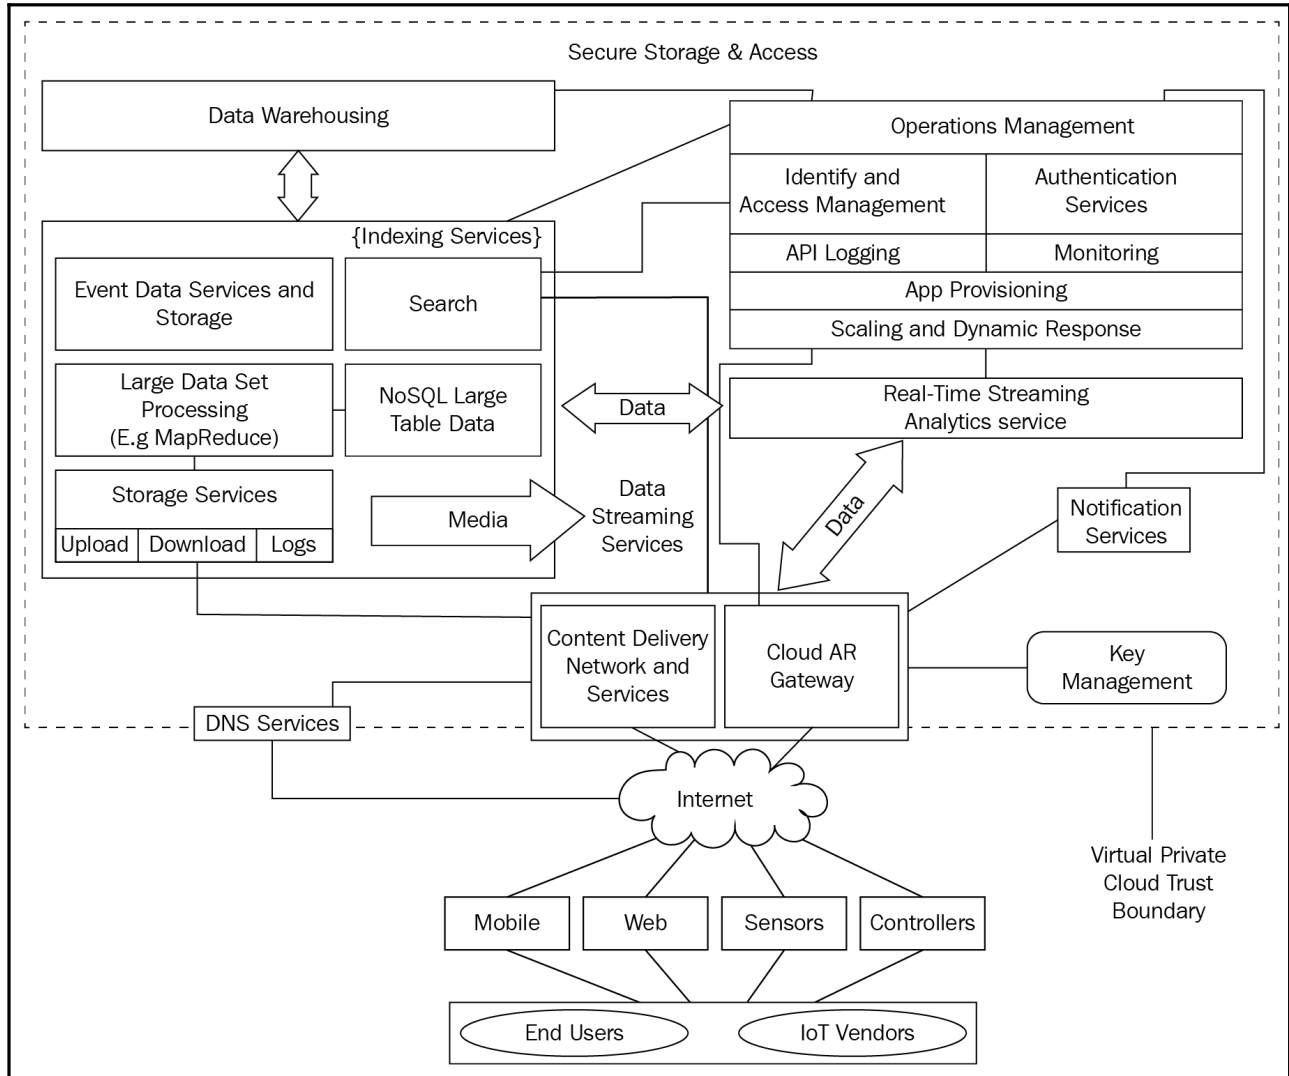 Secure Storage & Access
Data Warehousing
Operations Management
Identify and
Access Management
Authentication
Services
API Logging
Monitoring
App Provisioning
Scaling and Dynamic Response
{Indexing Services}
Event Data Services and
Storage
Search
Large Data Set
Processing
(E.g MapReduce)
NoSQL Large
Table Data
Data
Real-Time Streaming
Analytics service
Storage Services
Upload
Download
Logs
Media
Data
Streaming
Services
Data
Notification
Services
Content Delivery
Network and
Services
Cloud AR
Gateway
Key
Management
DNS Services
Internet
Virtual Private
Cloud Trust
Boundary
Mobile
Web
Sensors
Controllers
End Users
IoT Vendors